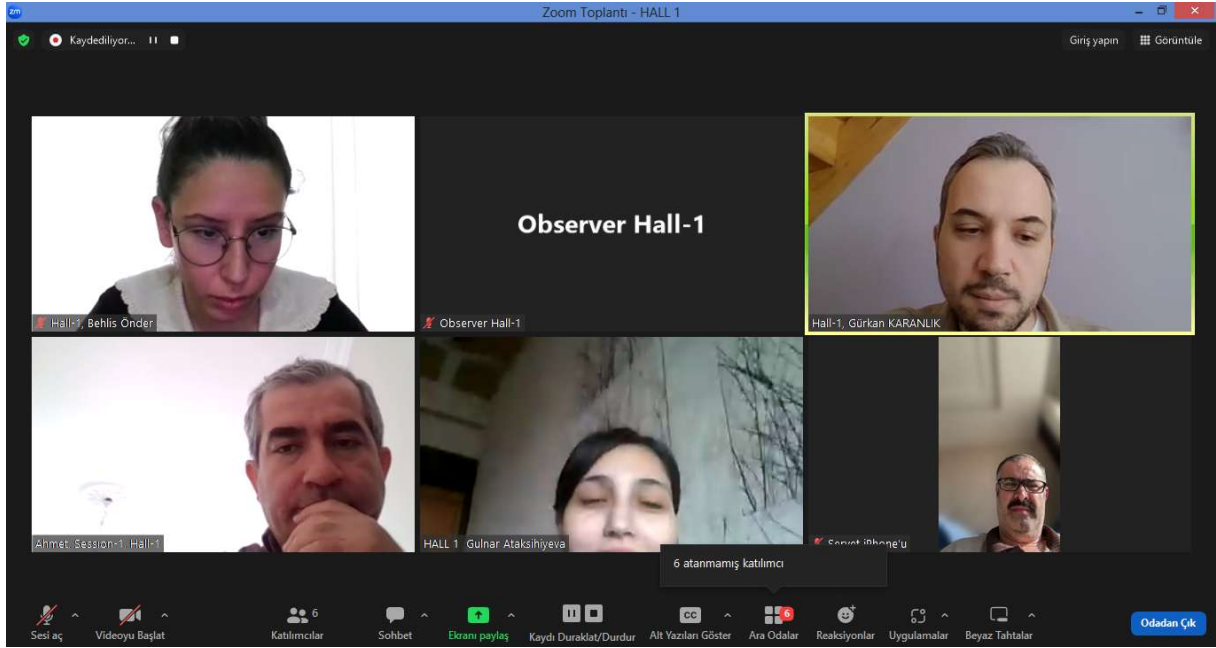 zm
Zoom Toplantı - HALL 1
Kaydediliyor...
Giriş yapın
Görüntüle
Hall-1, Behlis Önder
Observer Hall-1
Observer Hall-1
Hall-1, Gürkan KARANLIK
Ahmet, Session-1, Hall-1
HALL 1 Gulnar Ataksihiyeva
Servet iPhone'u
6 atanmamış katılımcı
6
CC
6
Sesi aç
Videoyu Başlat
Katılımcılar
Sohbet
Ekranı paylaş
Kaydı Duraklat/Durdur
Alt Yazıları Göster
Ara Odalar
Reaksiyonlar
Uygulamalar
Beyaz Tahtalar
Odadan Çık